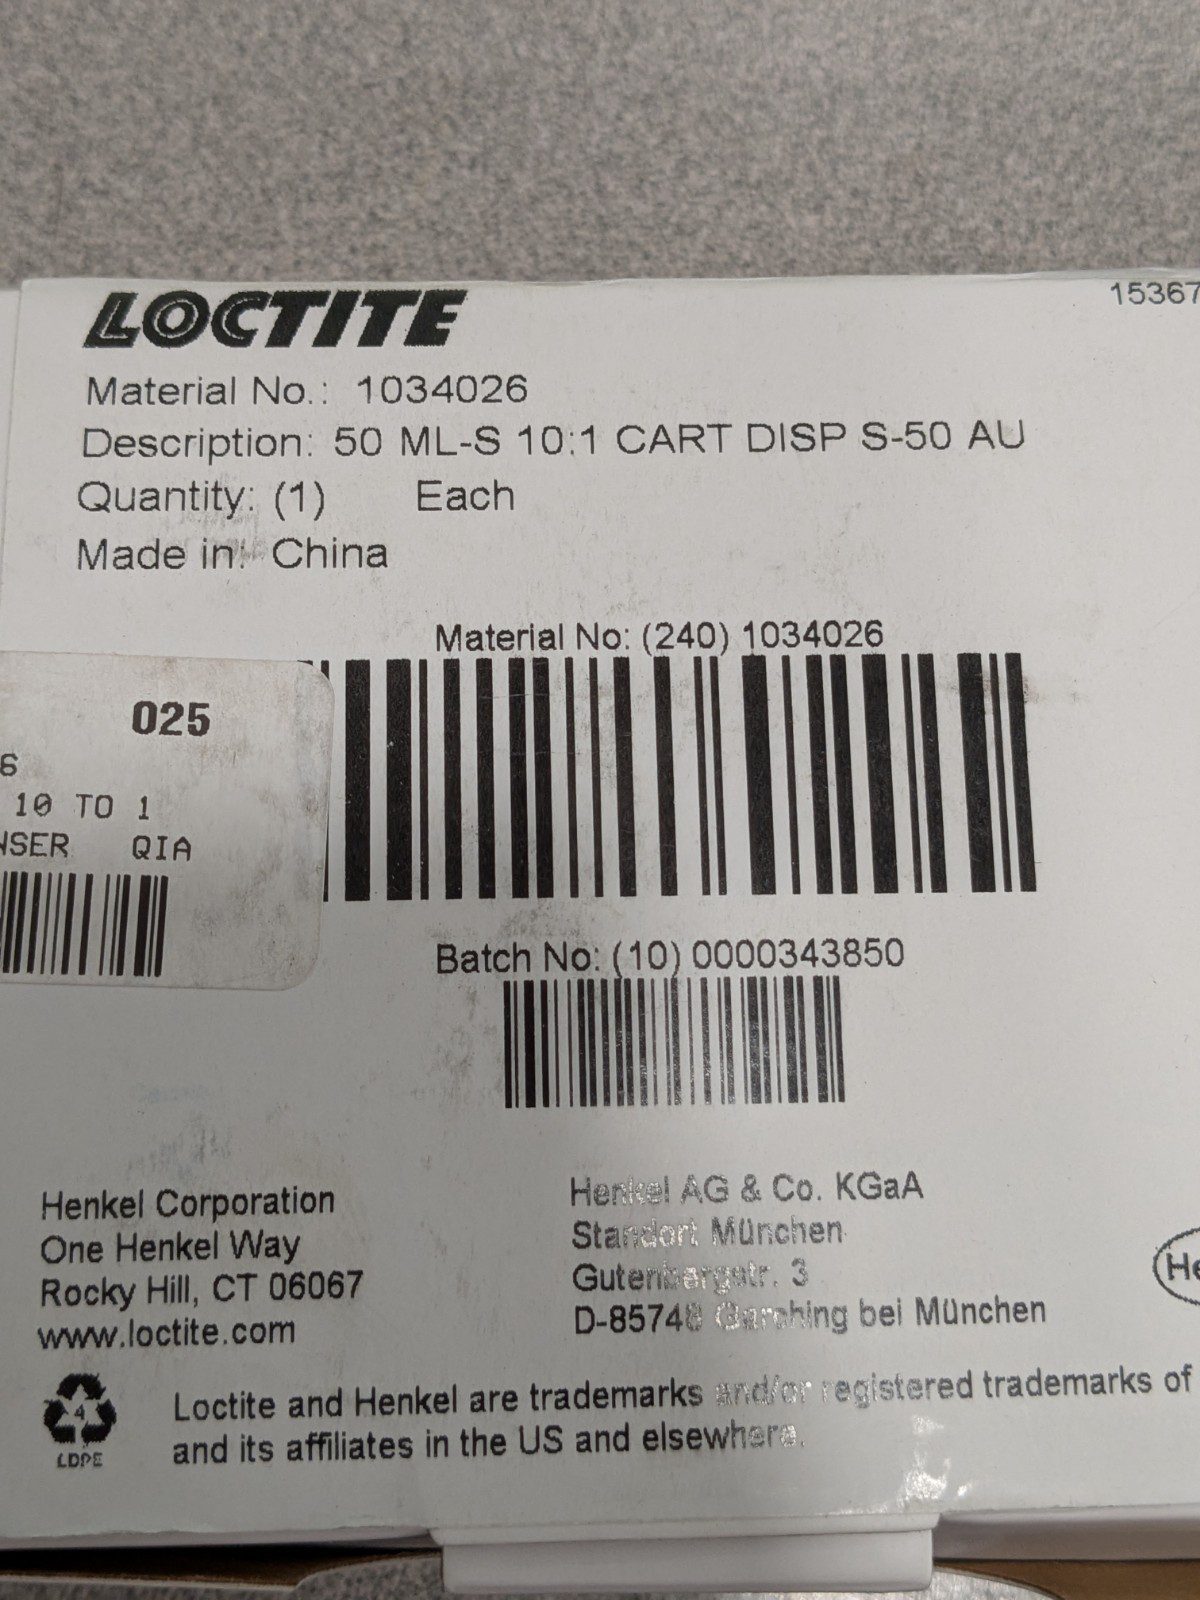 LOCTITE
15367
Material No.: 1034026
Description: 50 ML-S 10:1 CART DISP S-50 AU
Quantity: (1) Each
Made in: China
Material No: (240) 1034026
025
6
10 TO 1
NSER QIA
Batch No: (10) 0000343850
Henkel Corporation
One Henkel Way
Rocky Hill, CT 06067
www.loctite.com
Henkel AG & Co. KGaA
Standort München
Gutenbergstr. 3
D-85748 Garching bei München
He
4
LDPE
Loctite and Henkel are trademarks and/or registered trademarks of
and its affiliates in the US and elsewhere.